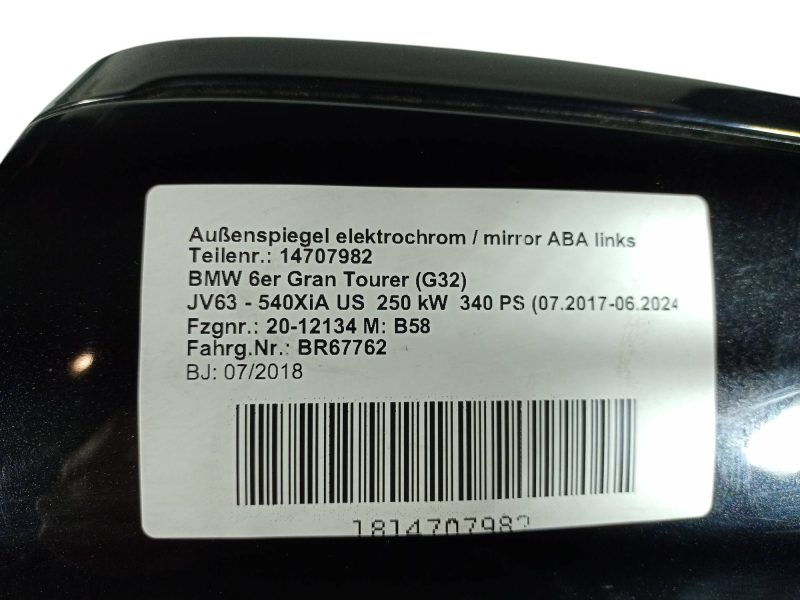 Außenspiegel elektrochrom / mirror ABA links
Teilenr.: 14707982
BMW 6er Gran Tourer (G32)
JV63 - 540XiA US 250 kW 340 PS (07.2017-06.2024
Fzgnr.: 20-12134 M: B58
Fahrg.Nr.: BR67762
BJ: 07/2018
1814707982